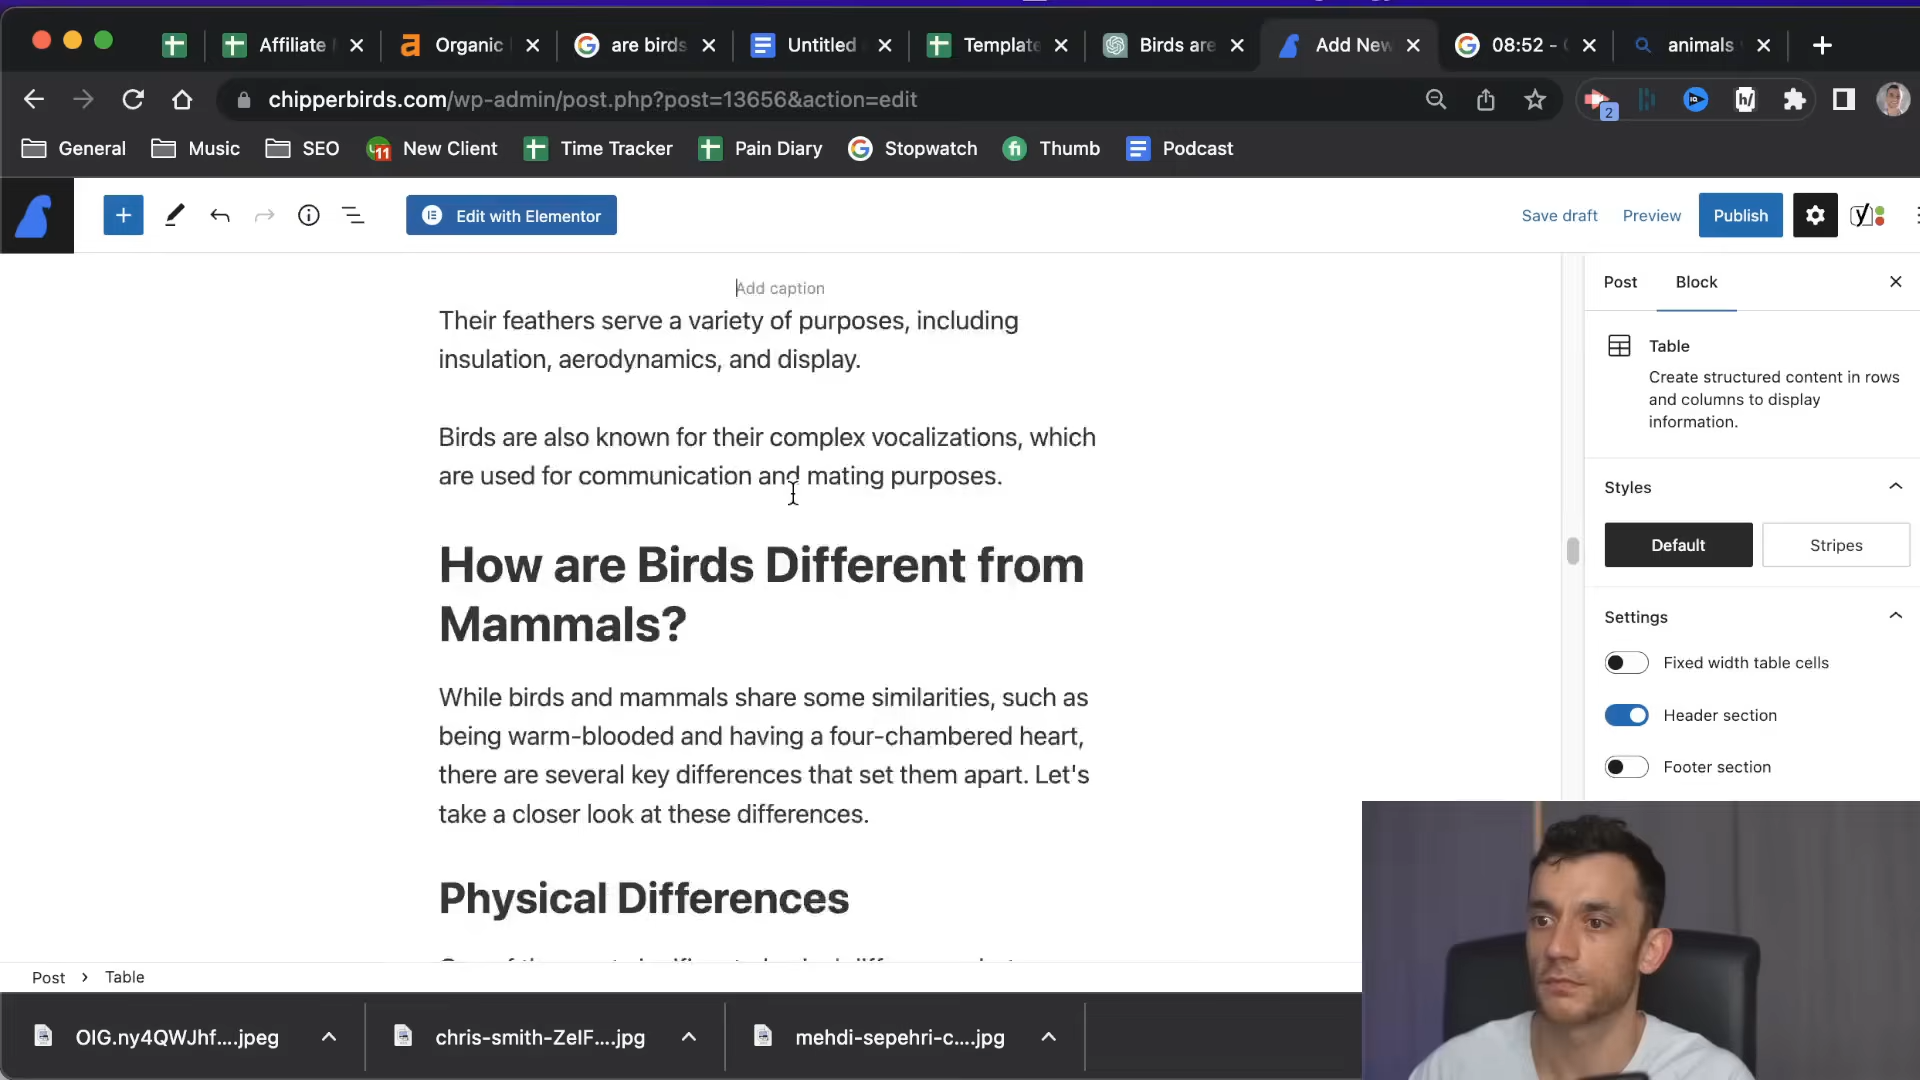 Affiliate
Organic
are birds
Untitled
Template
Birds are
Add New
08:52 -
animals
chipperbirds.com/wp-admin/post.php?post=13656&action=edit
2
General
Music
SEO
11
New Client
Time Tracker
Pain Diary
Stopwatch
Thumb
Podcast
Edit with Elementor
Save draft
Preview
Publish
Add caption
Their feathers serve a variety of purposes, including
insulation, aerodynamics, and display.
Birds are also known for their complex vocalizations, which
are used for communication and mating purposes.
How are Birds Different from
Mammals?
While birds and mammals share some similarities, such as
being warm-blooded and having a four-chambered heart,
there are several key differences that set them apart. Let's
take a closer look at these differences.
Physical Differences
Post
Block
Table
Create structured content in rows
and columns to display
information.
Styles
Default
Stripes
Settings
Fixed width table cells
Header section
Footer section
Post > Table
OIG.ny4QWJhf....jpeg
chris-smith-ZeIF....jpg
mehdi-sepehri-c....jpg